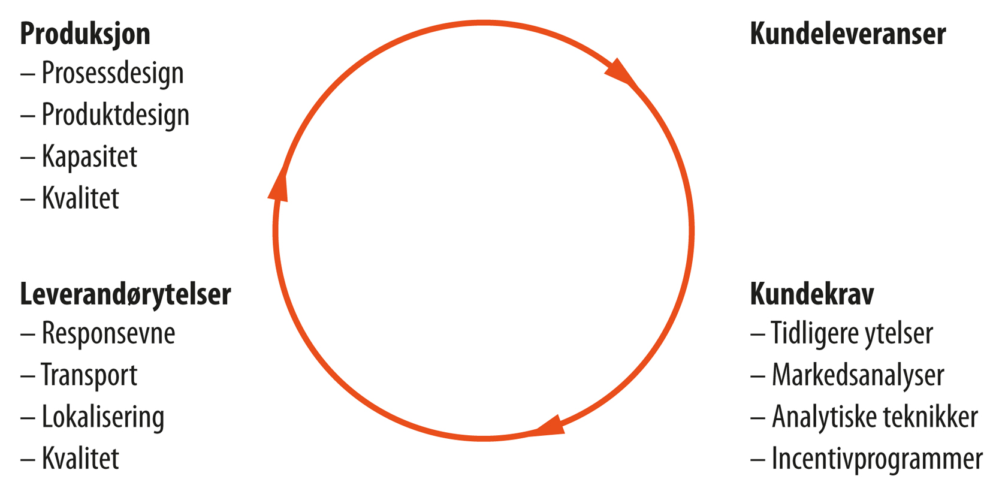 Produksjon
– Prosessdesign
– Produktdesign
– Kapasitet
– Kvalitet
Kundeleveranser
Leverandørytelser
– Responsevne
– Transport
– Lokalisering
– Kvalitet
Kundekrav
– Tidligere ytelser
– Markedsanalyser
– Analytiske teknikker
– Incentivprogrammer